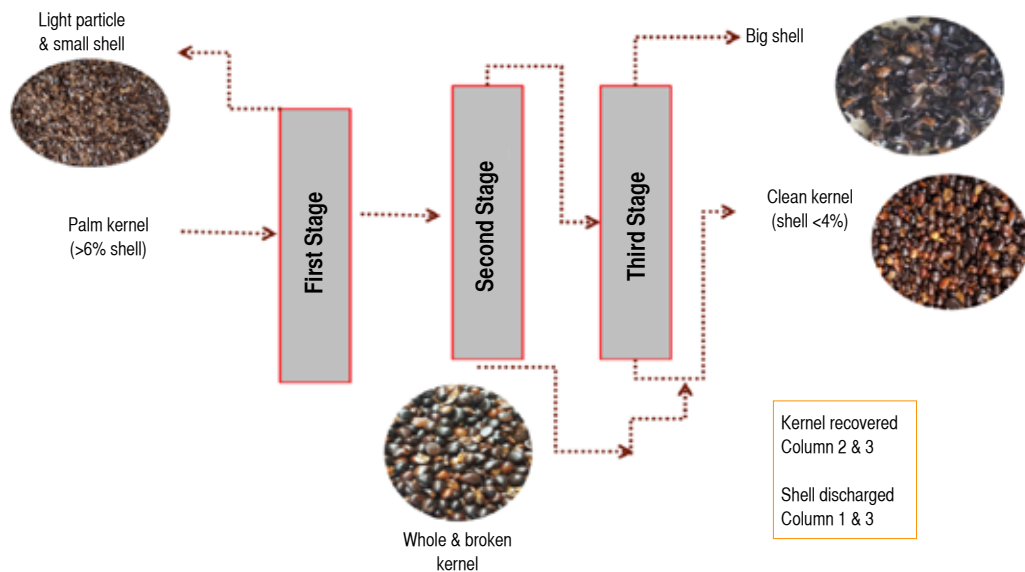 Light particle
& small shell
Palm kernel
(>6% shell)
First Stage
Second Stage
Third Stage
Big shell
Clean kernel
(shell <4%)
Whole & broken
kernel
Kernel recovered
Column 2 & 3
Shell discharged
Column 1 & 3